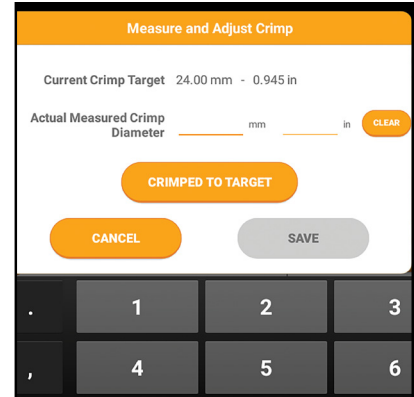 Measure and Adjust Crimp
Current Crimp Target 24.00 mm - 0.945 in
Actual Measured Crimp
Diameter
mm
in
CLEAR
CRIMPED TO TARGET
CANCEL
SAVE
. 1 2 3
, 4 5 6